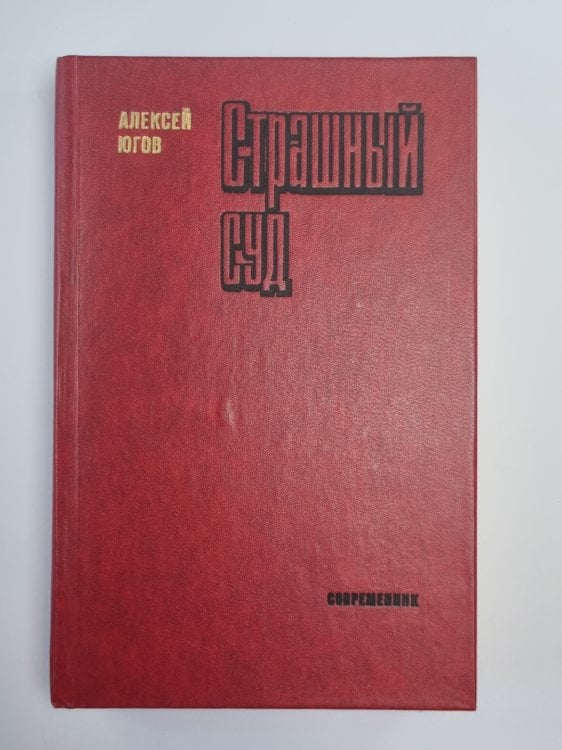 АЛЕКСЕЙ
ЮГОВ
Страшный
суд
СОВРЕМЕННИК